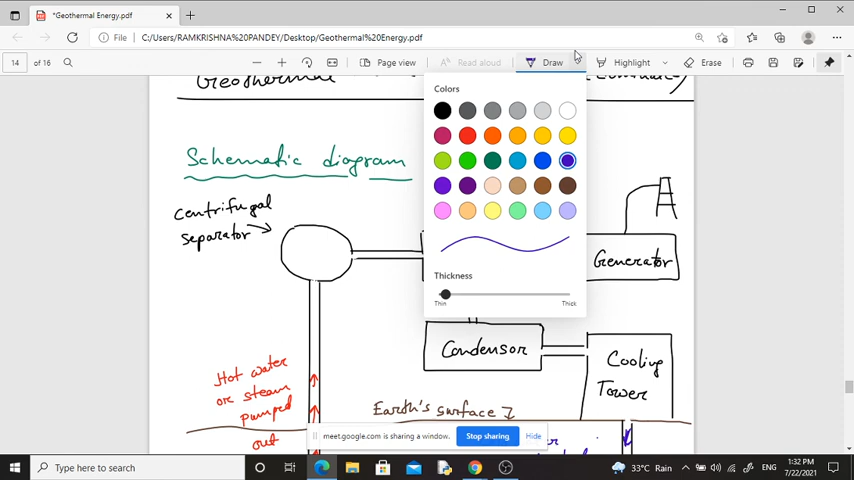 *Geothermal Energy.pdf
File
C:/Users/RAMKRISHNA%20PANDEY/Desktop/Geothermal%20Energy.pdf
14 of 16
Page view
Read aloud
Draw
Highlight
Erase
Geothermal
Colors
Schematic diagram
Centrifugal
separator
Generator
Thickness
Thin
Thick
Condensor
Cooling
Tower
Hot water
or steam
pumped
out
Earth's surface
meet.google.com is sharing a window.
Stop sharing
Hide
Type here to search
33°C Rain
ENG
1:32 PM
7/22/2021